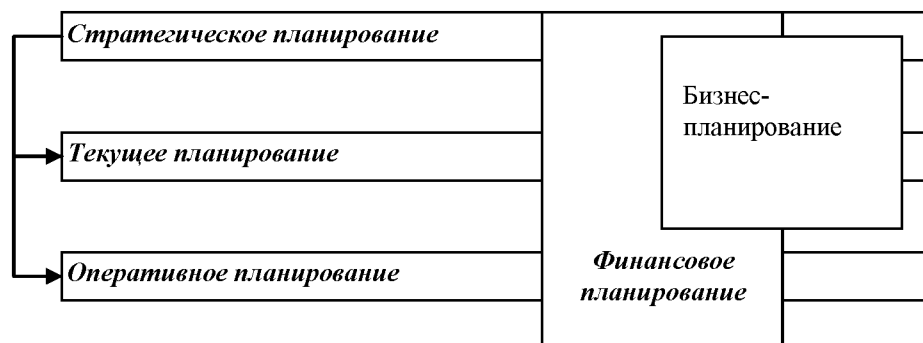 Стратегическое планирование
Бизнес-
планирование
Текущее планирование
Оперативное планирование
Финансовое
планирование